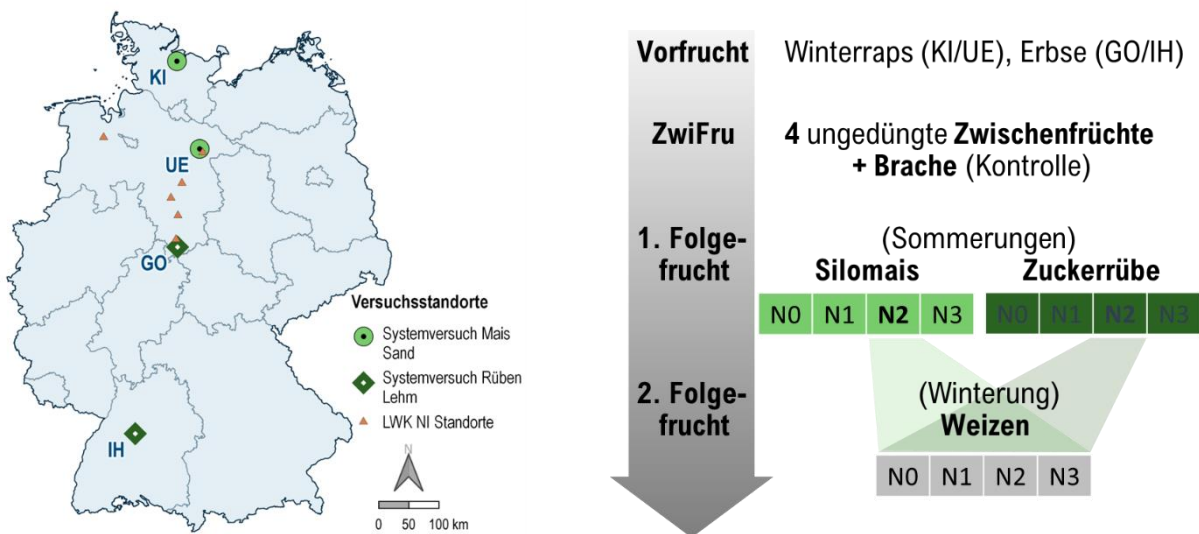 KI
UE
GO
IH
Versuchsstandorte
Systemversuch Mais
Sand
Systemversuch Rüben
Lehm
LWK NI Standorte
N
0 50 100 km
Vorfrucht Winterraps (KI/UE), Erbse (GO/IH)
ZwiFru 4 ungedüngte Zwischenfrüchte
+ Brache (Kontrolle)
1. Folge-
frucht
(Sommerungen)
Silomais Zuckerrübe
N0 N1 N2 N3 N0 N1 N2 N3
2. Folge-
frucht
(Winterung)
Weizen
N0 N1 N2 N3